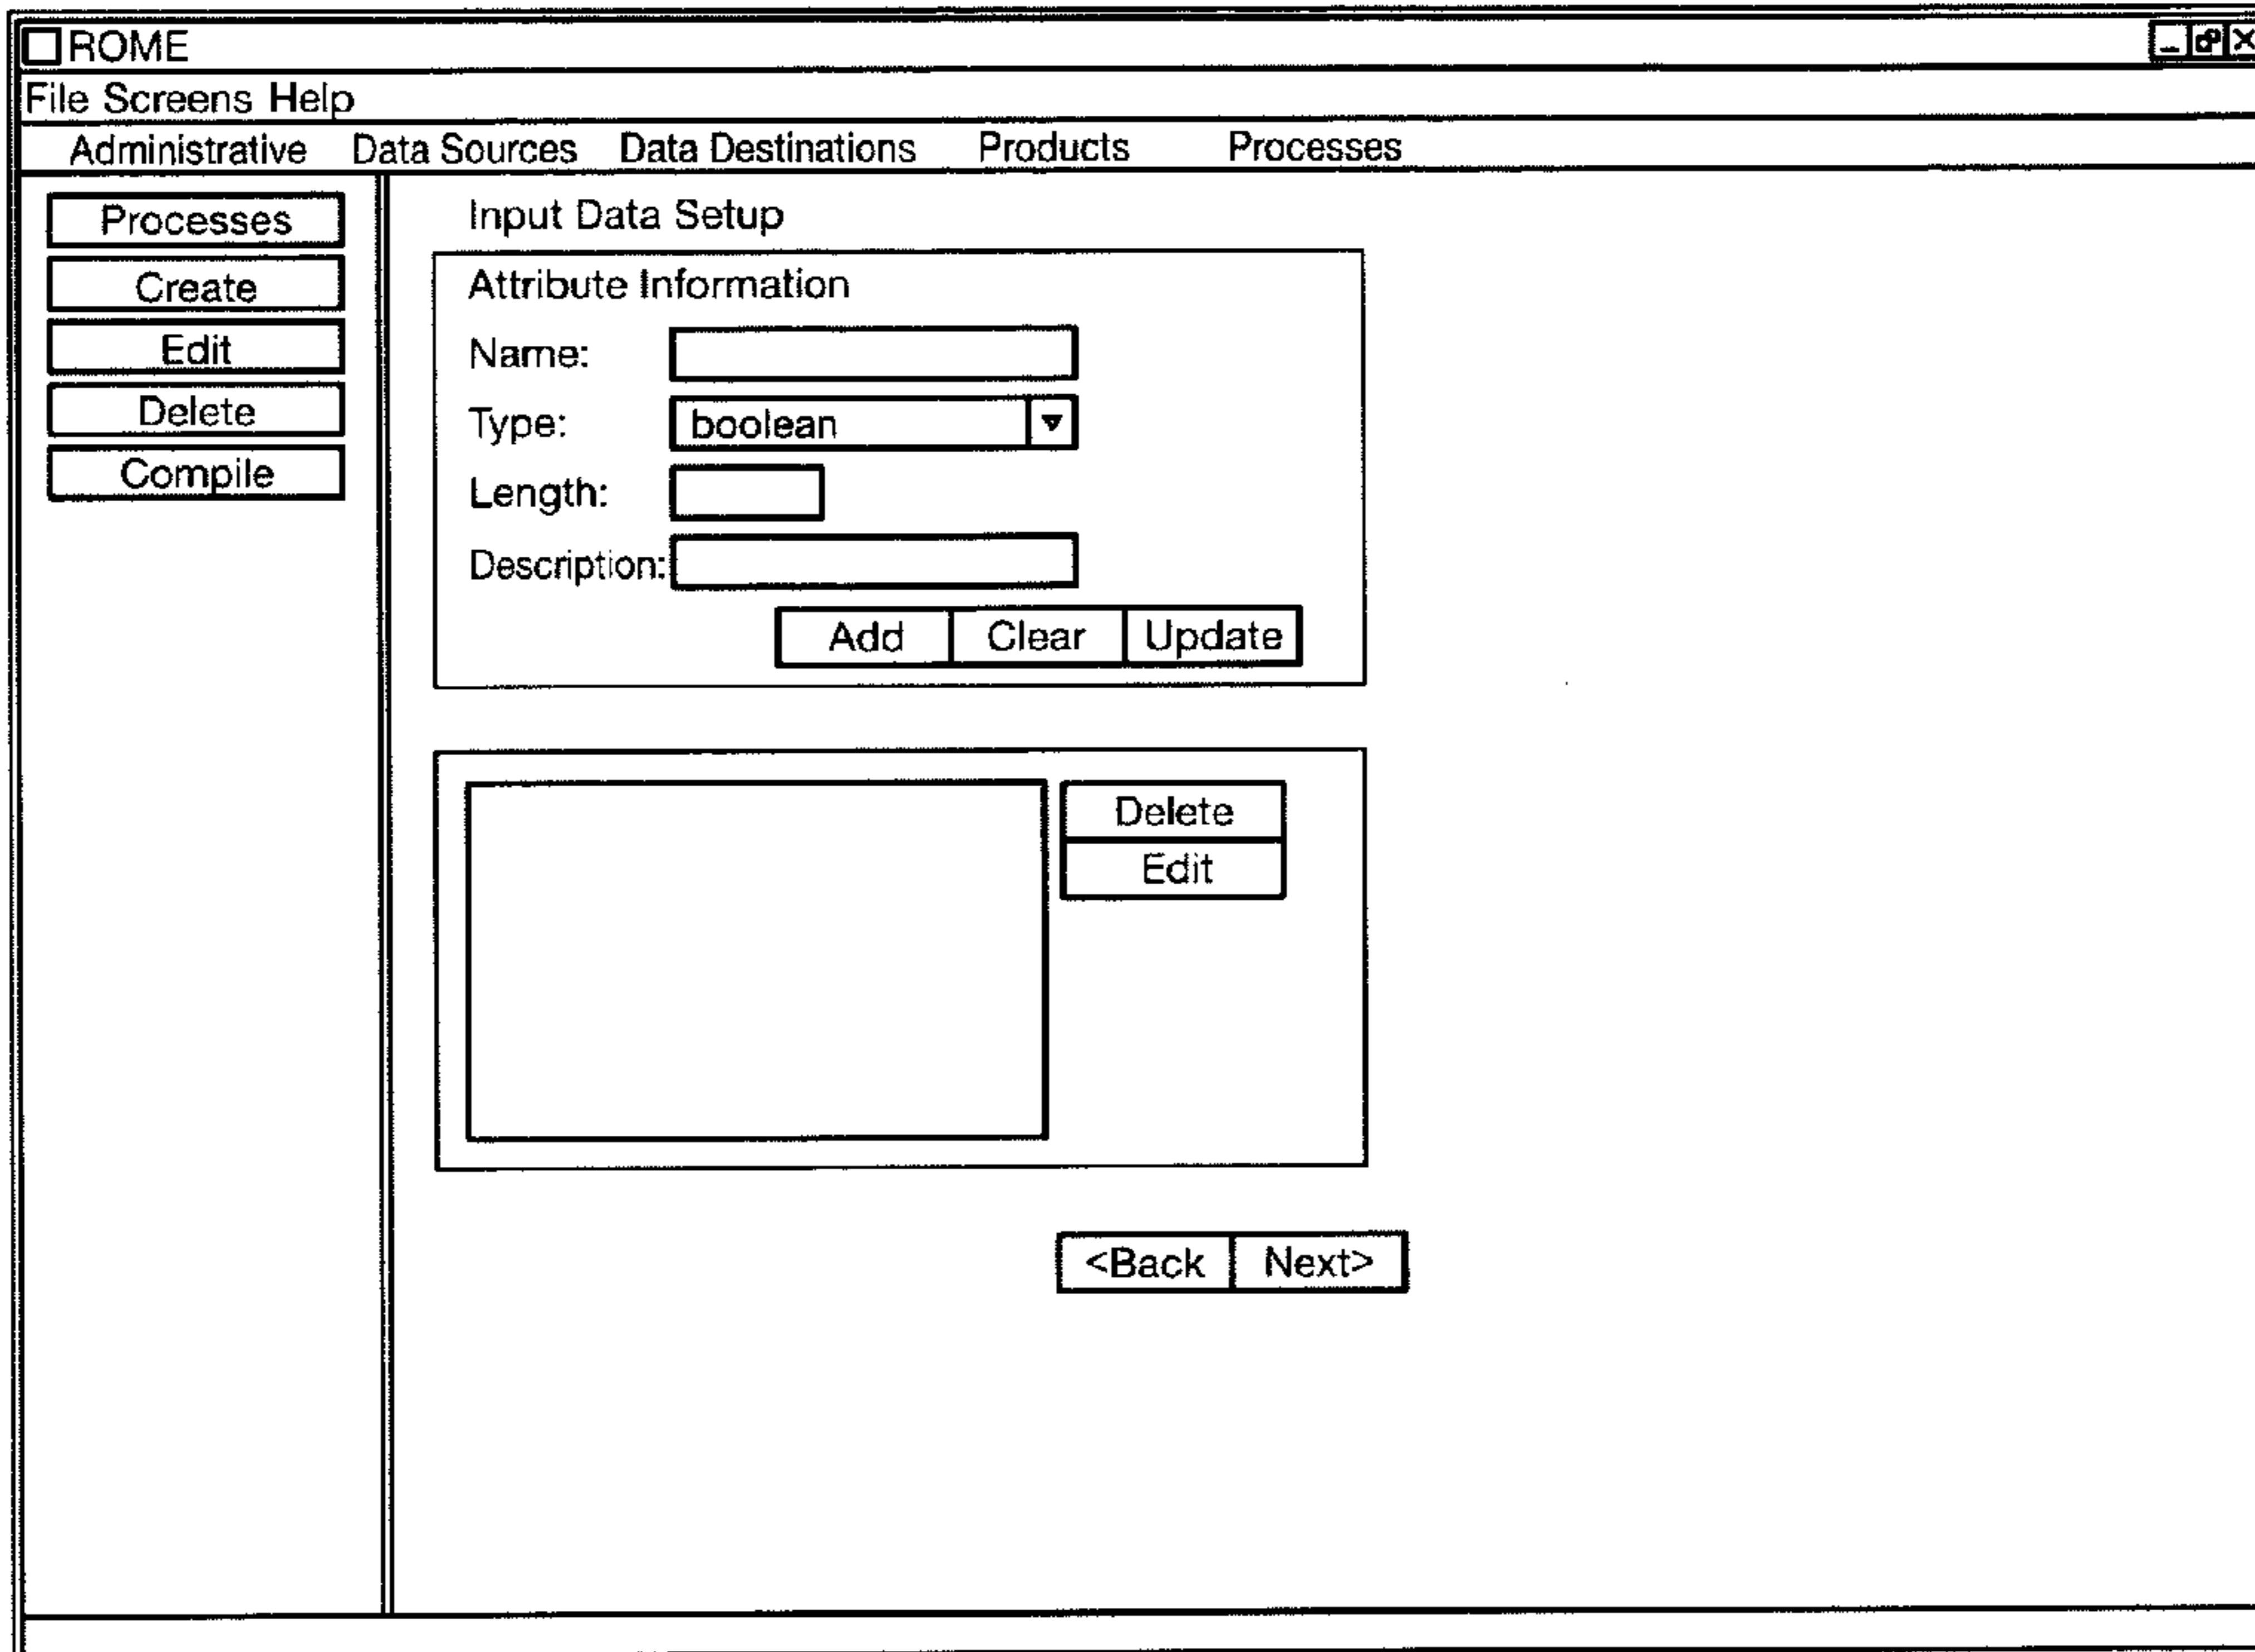 ROME
File Screens Help
Administrative Data Sources Data Destinations Products Processes
Processes
Create
Edit
Delete
Compile
Input Data Setup
Attribute Information
Name:
Type: boolean
Length:
Description:
Add Clear Update
Delete
Edit
<Back Next>